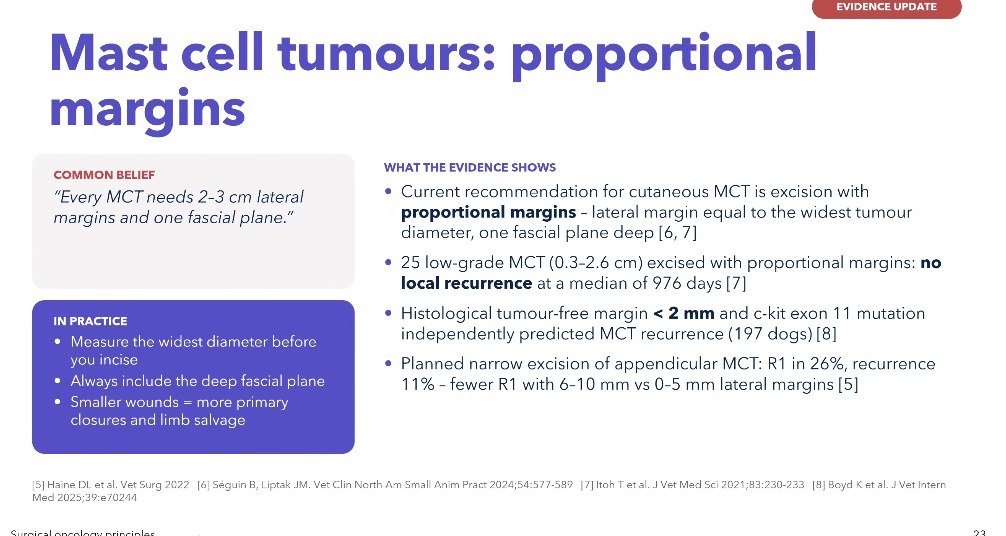 EVIDENCE UPDATE
Mast cell tumours: proportional
margins
COMMON BELIEF
“Every MCT needs 2–3 cm lateral
margins and one fascial plane.”
IN PRACTICE
• Measure the widest diameter before
you incise
• Always include the deep fascial plane
• Smaller wounds = more primary
closures and limb salvage
WHAT THE EVIDENCE SHOWS
• Current recommendation for cutaneous MCT is excision with
proportional margins – lateral margin equal to the widest tumour
diameter, one fascial plane deep [6, 7]
• 25 low-grade MCT (0.3–2.6 cm) excised with proportional margins: no
local recurrence at a median of 976 days [7]
• Histological tumour-free margin < 2 mm and c-kit exon 11 mutation
independently predicted MCT recurrence (197 dogs) [8]
• Planned narrow excision of appendicular MCT: R1 in 26%, recurrence
11% – fewer R1 with 6–10 mm vs 0–5 mm lateral margins [5]
[5] Haine DL et al. Vet Surg 2022 [6] Séguin B, Liptak JM. Vet Clin North Am Small Anim Pract 2024;54:577-589 [7] Itoh T et al. J Vet Med Sci 2021;83:230-233 [8] Boyd K et al. J Vet Intern
Med 2025;39:e70244
Surgical oncology principles
23